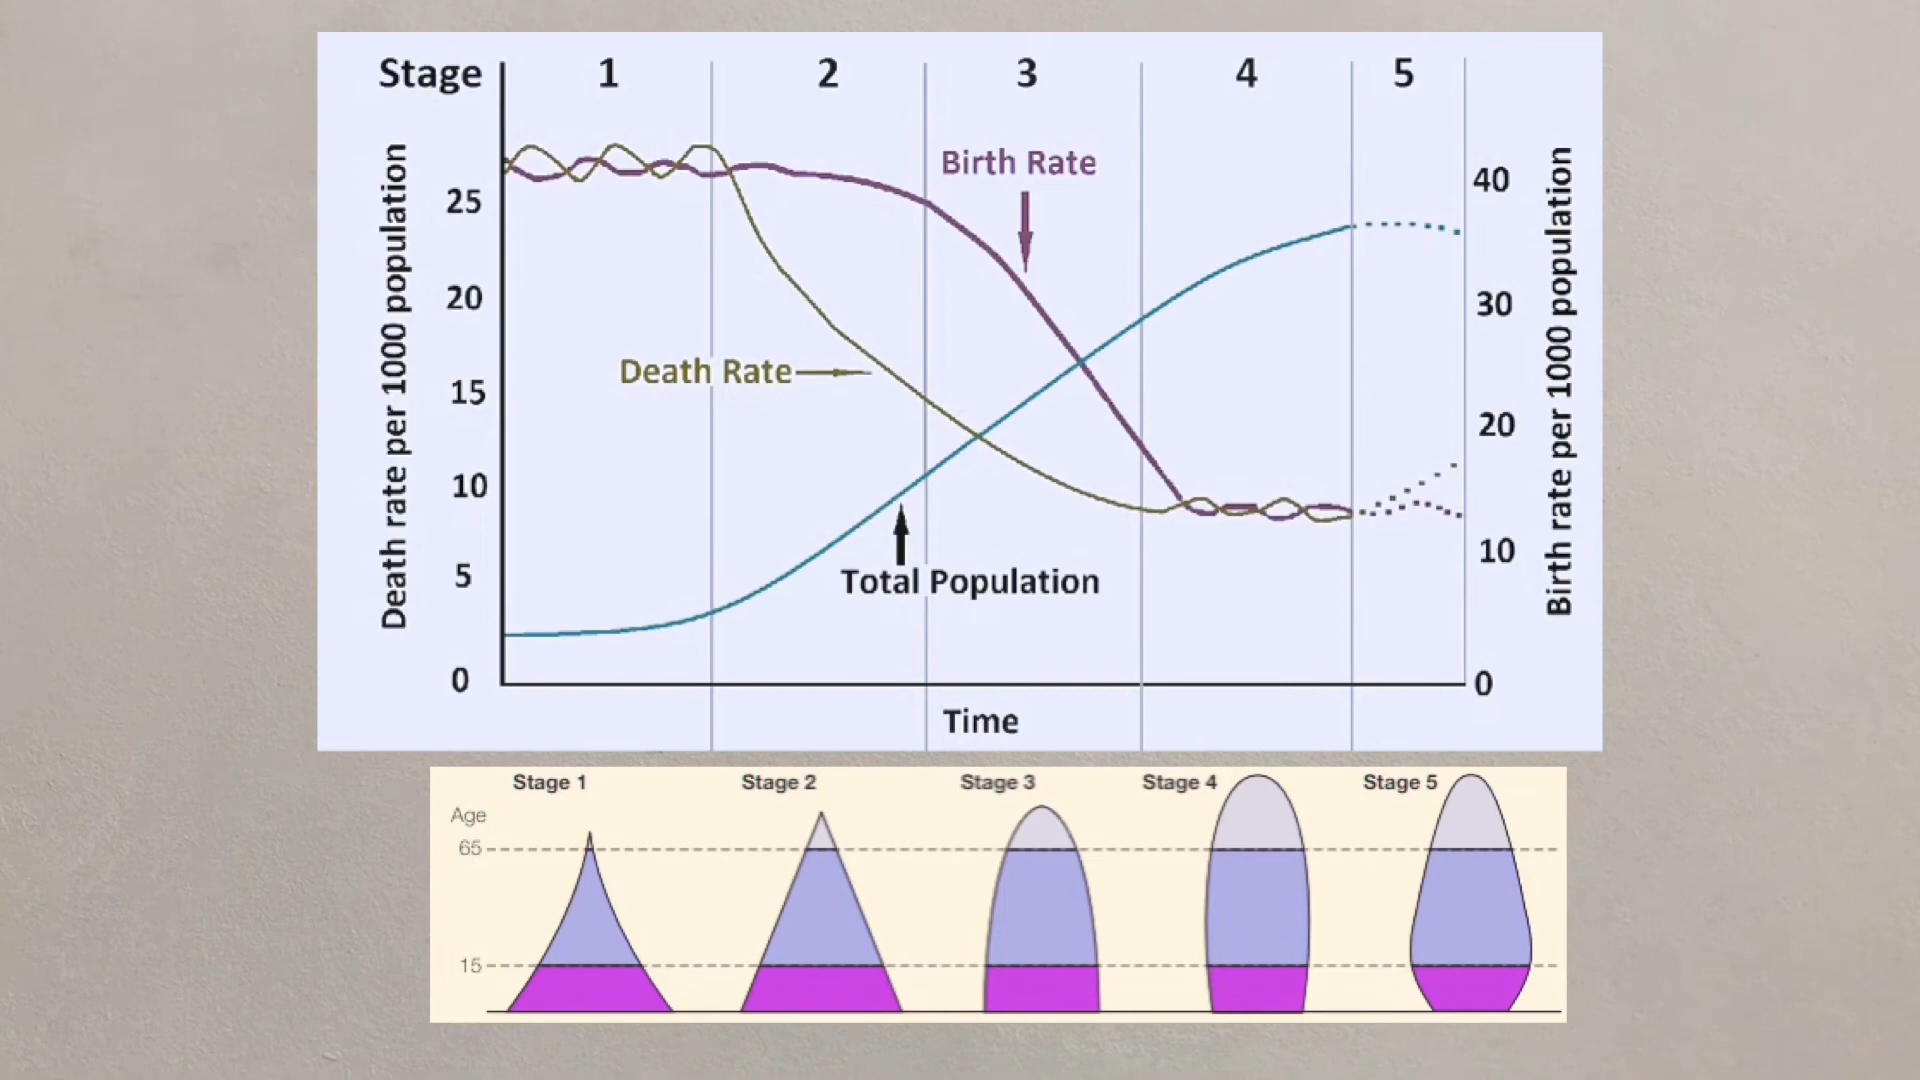 Stage 1 2 3 4 5
Death rate per 1000 population
25
20
15
10
5
0
Birth Rate
Death Rate
Total Population
Time
40
30
20
10
0
Birth rate per 1000 population
Stage 1 Stage 2 Stage 3 Stage 4 Stage 5
Age
65
15